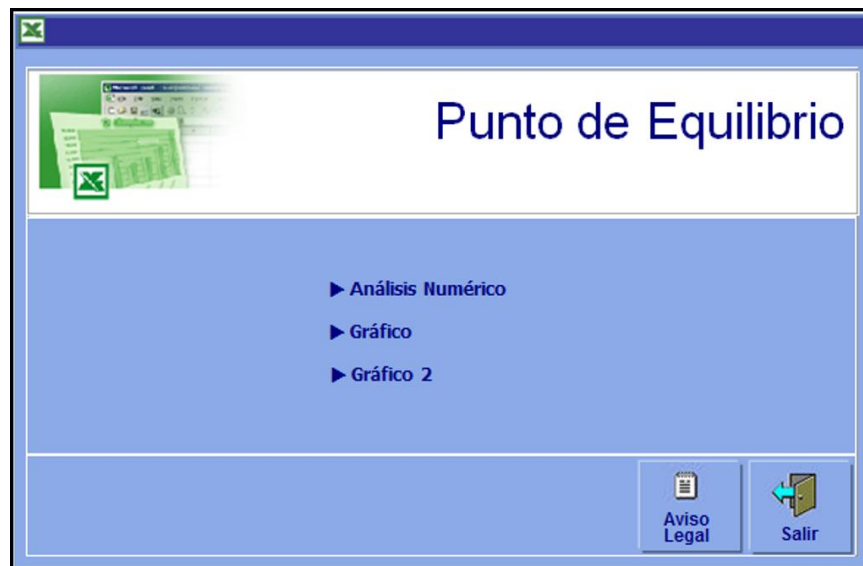 Punto de Equilibrio
Análisis Numérico
Gráfico
Gráfico 2
Aviso
Legal
Salir